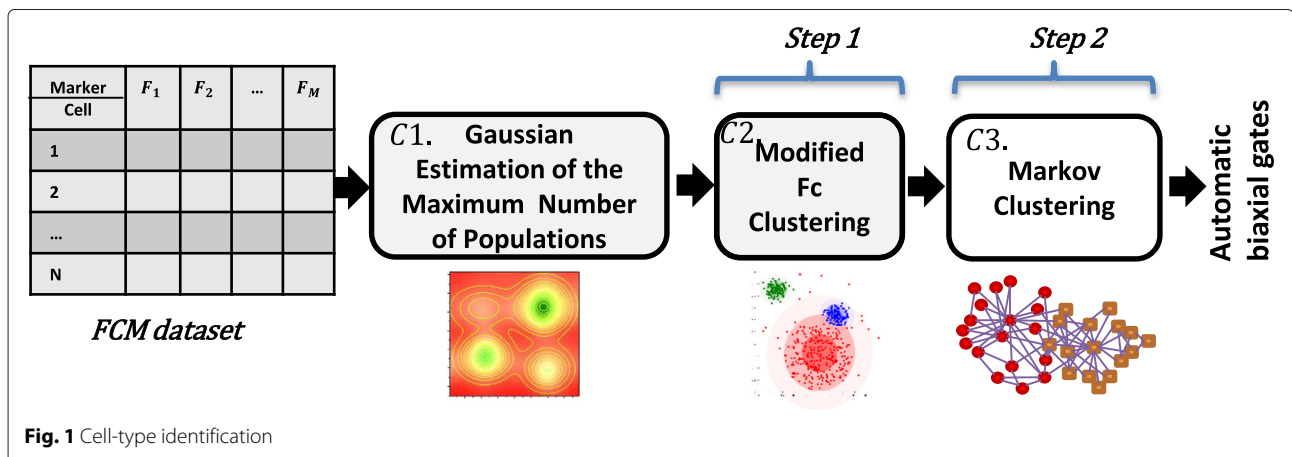 Step 1
Step 2
Marker
Cell
F₁
F₂
...
F_M
1
2
...
N
FCM dataset
C1.
Gaussian
Estimation of the
Maximum Number
of Populations
C2.
Modified
Fc
Clustering
C3.
Markov
Clustering
Automatic
biaxial gates
Fig. 1 Cell-type identification